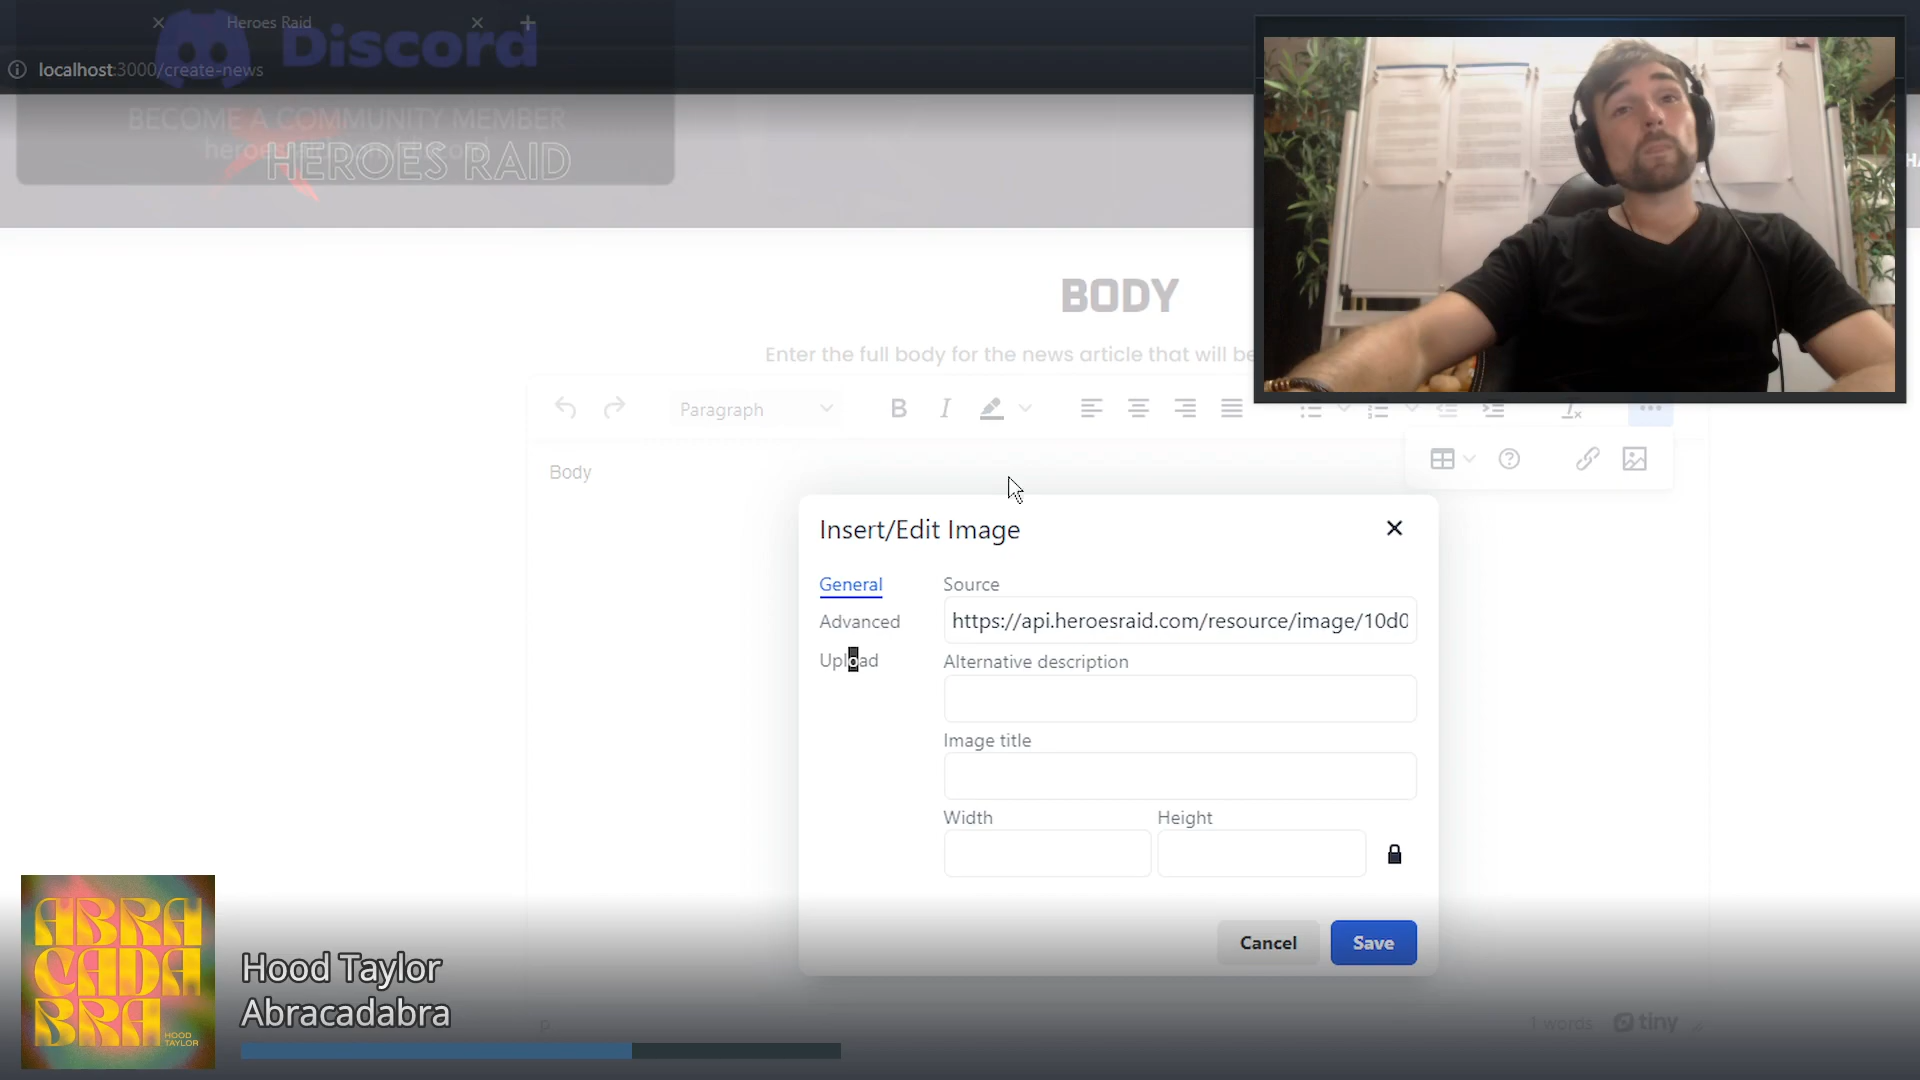 Heroes Raid
Discord
localhost:3000/create-news
BECOME A COMMUNITY MEMBER
HEROES RAID
BODY
Enter the full body for the news article that will be
Paragraph
B I
Body
Insert/Edit Image
General
Source
https://api.heroesraid.com/resource/image/10d0
Advanced
Upload
Alternative description
Image title
Width
Height
Cancel
Save
ABRA
CADA
BRA
HOOD
TAYLOR
Hood Taylor
Abracadabra
1 words
tiny